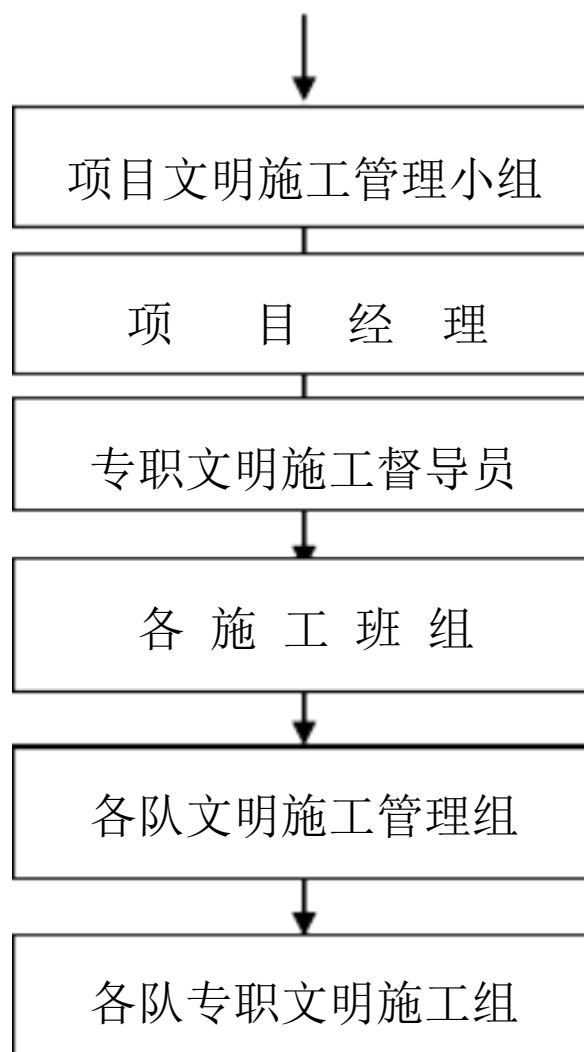 项目文明施工管理小组
项 目 经 理
专职文明施工督导员
各 施 工 班 组
各队文明施工管理组
各队专职文明施工组